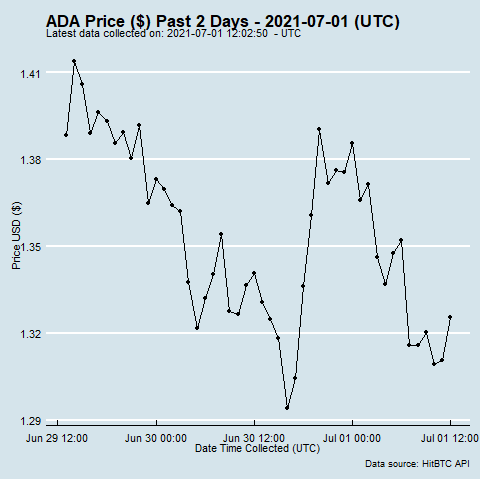 ADA Price ($) Past 2 Days - 2021-07-01 (UTC)
Latest data collected on: 2021-07-01 12:02:50 - UTC
1.41
1.38
1.35
1.32
1.29
Price USD ($)
Jun 29 12:00
Jun 30 00:00
Jun 30 12:00
Jul 01 00:00
Jul 01 12:00
Date Time Collected (UTC)
Data source: HitBTC API